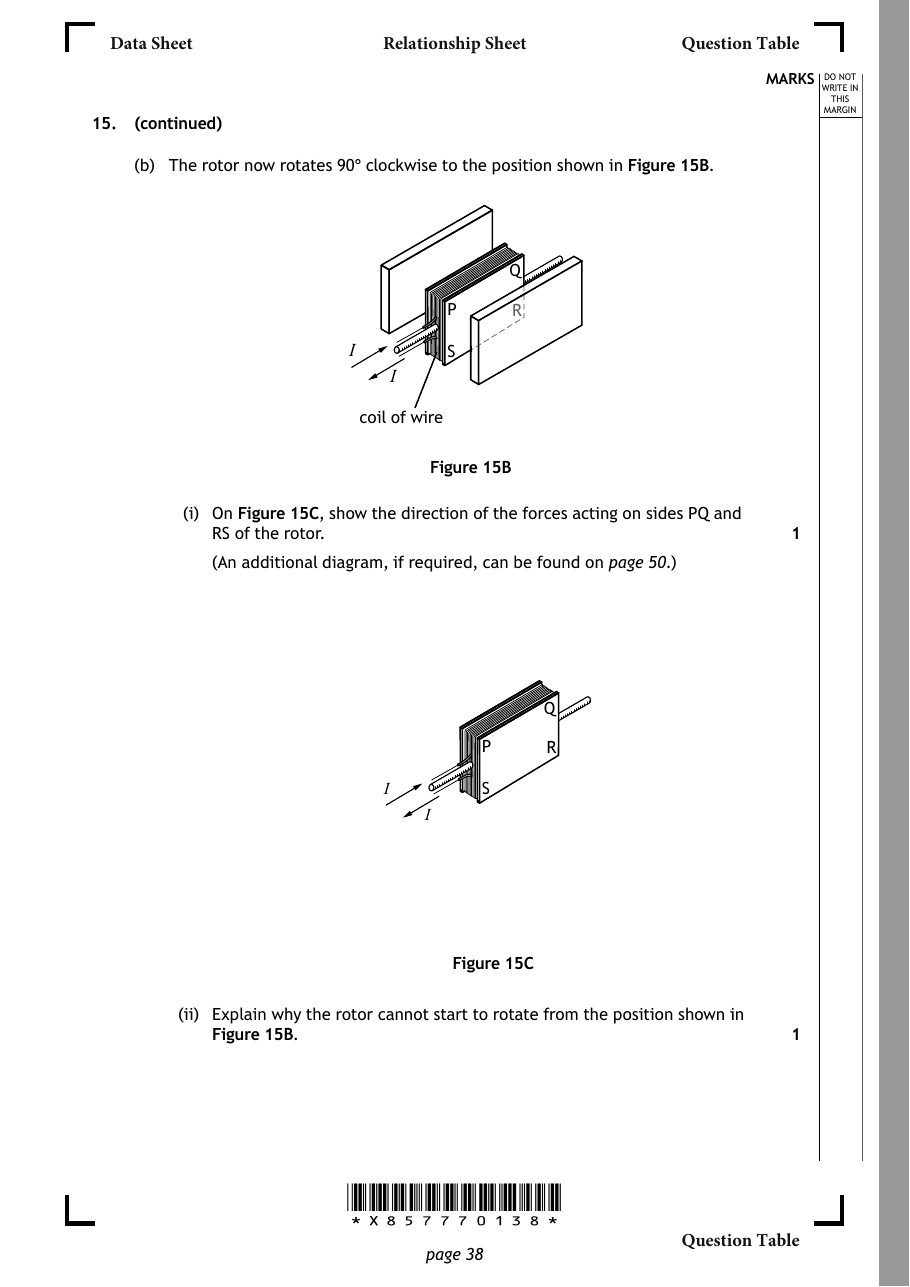 Data Sheet Relationship Sheet Question Table
MARKS DO NOT
WRITE IN
THIS
MARGIN
15. (continued)
(b) The rotor now rotates 90° clockwise to the position shown in Figure 15B.
Q
P
R
S
I
I
coil of wire
Figure 15B
(i) On Figure 15C, show the direction of the forces acting on sides PQ and
RS of the rotor. 1
(An additional diagram, if required, can be found on page 50.)
Q
P
R
S
I
I
Figure 15C
(ii) Explain why the rotor cannot start to rotate from the position shown in
Figure 15B. 1
* X 8 5 7 7 7 0 1 3 8 *
Question Table
page 38